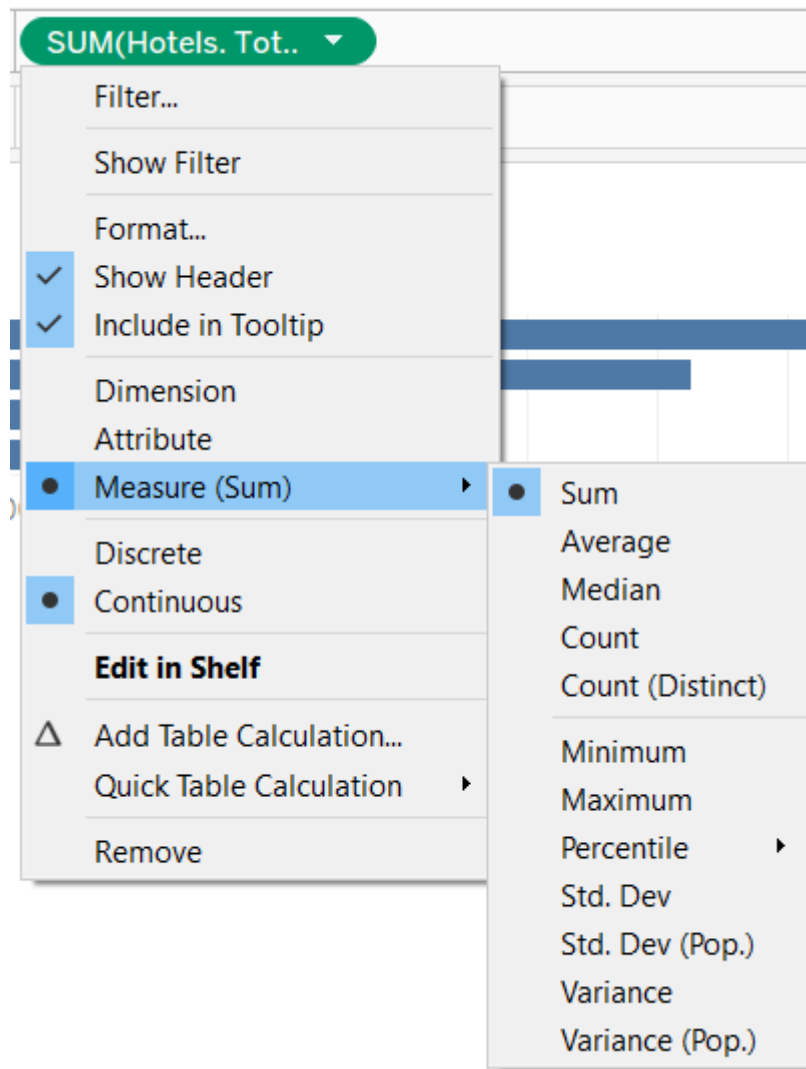 SUM(Hotels. Tot..
Filter...
Show Filter
Format...
Show Header
Include in Tooltip
Dimension
Attribute
Measure (Sum)
Discrete
Continuous
Edit in Shelf
Add Table Calculation...
Quick Table Calculation
Remove
Sum
Average
Median
Count
Count (Distinct)
Minimum
Maximum
Percentile
Std. Dev
Std. Dev (Pop.)
Variance
Variance (Pop.)